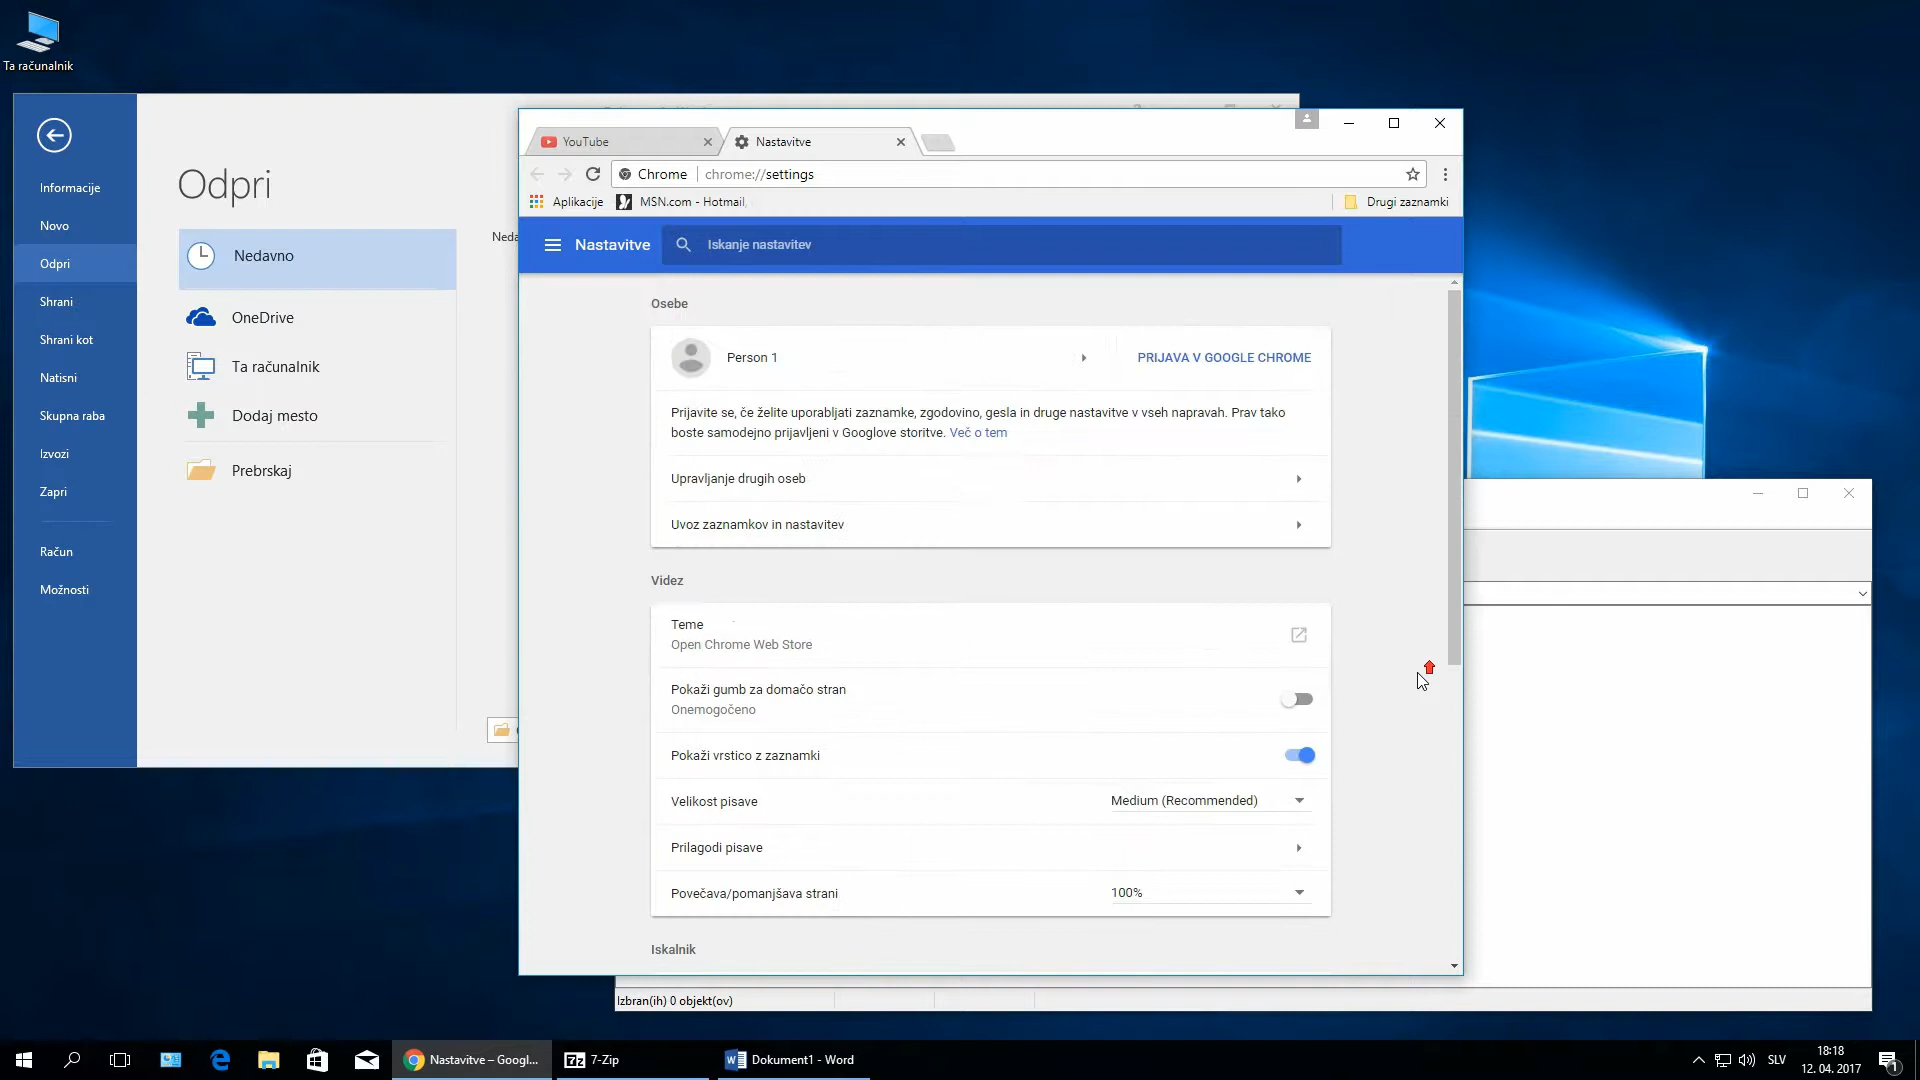 Ta računalnik
Informacije
Novo
Odpri
Shrani
Shrani kot
Natisni
Skupna raba
Izvozi
Zapri
Račun
Možnosti
Odpri
Nedavno
OneDrive
Ta računalnik
Dodaj mesto
Prebrskaj
YouTube
Nastavitve
Chrome chrome://settings
Aplikacije MSN.com - Hotmail, Drugi zaznamki
Nastavitve Iskanje nastavitev
Osebe
Person 1 PRIJAVA V GOOGLE CHROME
Prijavite se, če želite uporabljati zaznamke, zgodovino, gesla in druge nastavitve v vseh napravah. Prav tako
boste samodejno prijavljeni v Googlove storitve. Več o tem
Upravljanje drugih oseb
Uvoz zaznamkov in nastavitev
Videz
Teme
Open Chrome Web Store
Pokaži gumb za domačo stran
Onemogočeno
Pokaži vrstico z zaznamki
Velikost pisave Medium (Recommended)
Prilagodi pisave
Povečava/pomanjšava strani 100%
Iskalnik
Izbran(ih) 0 objekt(ov)
Nastavitve – Googl...
7z 7-Zip
Dokument1 - Word
SLV
18:18
12. 04. 2017
1